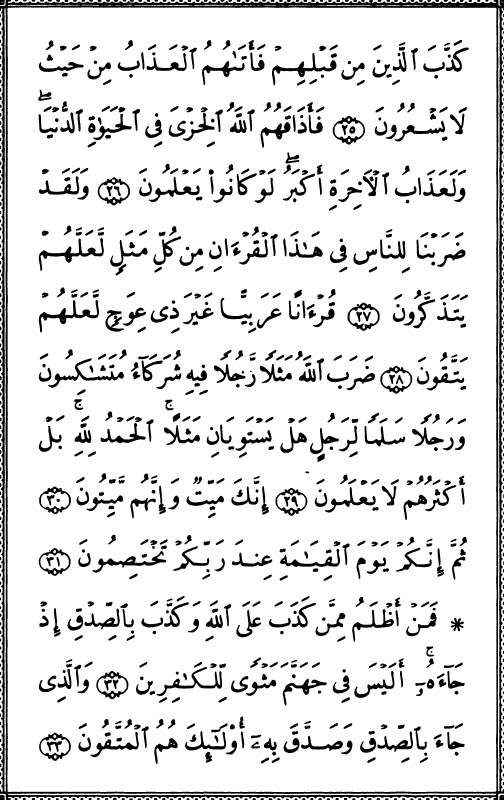 كَذَّبَ ٱلَّذِينَ مِن قَبۡلِهِمۡ فَأَتَىٰهُمُ ٱلۡعَذَابُ مِنۡ حَيۡثُ
لَا يَشۡعُرُونَ ٢٥ فَأَذَاقَهُمُ ٱللَّهُ ٱلۡخِزۡيَ فِي ٱلۡحَيَوٰةِ ٱلدُّنۡيَاۖ
وَلَعَذَابُ ٱلۡأٓخِرَةِ أَكۡبَرُۚ لَوۡ كَانُواْ يَعۡلَمُونَ ٢٦ وَلَقَدۡ
ضَرَبۡنَا لِلنَّاسِ فِي هَٰذَا ٱلۡقُرۡءَانِ مِن كُلِّ مَثَلٖ لَّعَلَّهُمۡ
يَتَذَكَّرُونَ ٢٧ قُرۡءَانًا عَرَبِيًّا غَيۡرَ ذِي عِوَجٖ لَّعَلَّهُمۡ
يَتَّقُونَ ٢٨ ضَرَبَ ٱللَّهُ مَثَلٗا رَّجُلٗا فِيهِ شُرَكَآءُ مُتَشَٰكِسُونَ
وَرَجُلٗا سَلَمٗا لِّرَجُلٍ هَلۡ يَسۡتَوِيَانِ مَثَلًاۚ ٱلۡحَمۡدُ لِلَّهِۚ بَلۡ
أَكۡثَرُهُمۡ لَا يَعۡلَمُونَ ٢٩ إِنَّكَ مَيِّتٞ وَإِنَّهُم مَّيِّتُونَ ٣٠
ثُمَّ إِنَّكُمۡ يَوۡمَ ٱلۡقِيَٰمَةِ عِندَ رَبِّكُمۡ تَخۡتَصِمُونَ ٣١
* فَمَنۡ أَظۡلَمُ مِمَّن كَذَبَ عَلَى ٱللَّهِ وَكَذَّبَ بِٱلصِّدۡقِ إِذۡ
جَآءَهُۥٓۚ أَلَيۡسَ فِي جَهَنَّمَ مَثۡوٗى لِّلۡكَٰفِرِينَ ٣٢ وَٱلَّذِي
جَآءَ بِٱلصِّدۡقِ وَصَدَّقَ بِهِۦٓ أُوْلَٰٓئِكَ هُمُ ٱلۡمُتَّقُونَ ٣٣